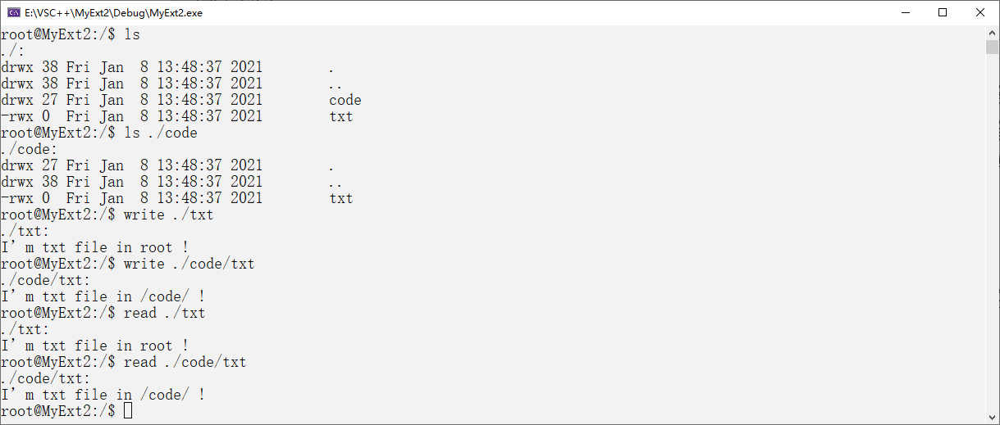 E:\VSC++\MyExt2\Debug\MyExt2.exe
root@MyExt2:/$ ls
./:
drwx 38 Fri Jan  8 13:48:37 2021        .
drwx 38 Fri Jan  8 13:48:37 2021        ..
drwx 27 Fri Jan  8 13:48:37 2021        code
-rwx 0  Fri Jan  8 13:48:37 2021        txt
root@MyExt2:/$ ls ./code
./code:
drwx 27 Fri Jan  8 13:48:37 2021        .
drwx 38 Fri Jan  8 13:48:37 2021        ..
-rwx 0  Fri Jan  8 13:48:37 2021        txt
root@MyExt2:/$ write ./txt
./txt:
I’m txt file in root !
root@MyExt2:/$ write ./code/txt
./code/txt:
I’m txt file in /code/ !
root@MyExt2:/$ read ./txt
./txt:
I’m txt file in root !
root@MyExt2:/$ read ./code/txt
./code/txt:
I’m txt file in /code/ !
root@MyExt2:/$